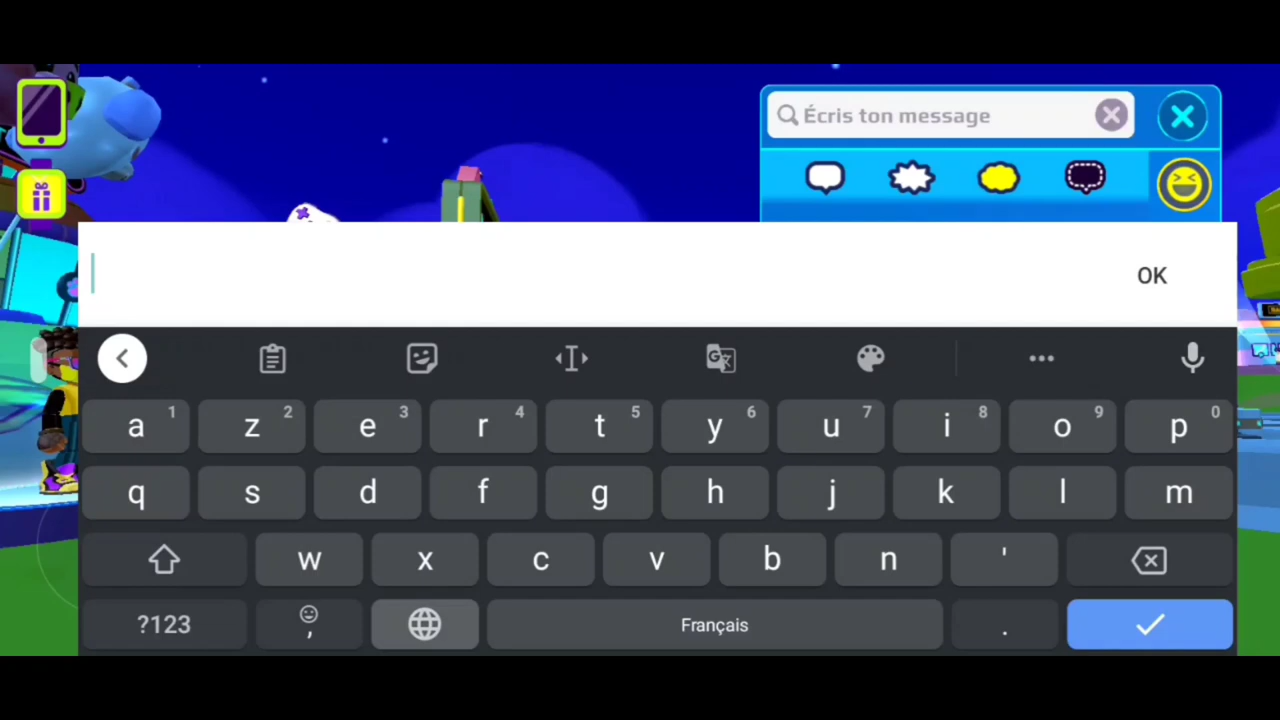 Écris ton message
OK
a 1 z 2 e 3 r 4 t 5 y 6 u 7 i 8 o 9 p 0
q s d f g h j k l m
w x c v b n '
?123 , Français .